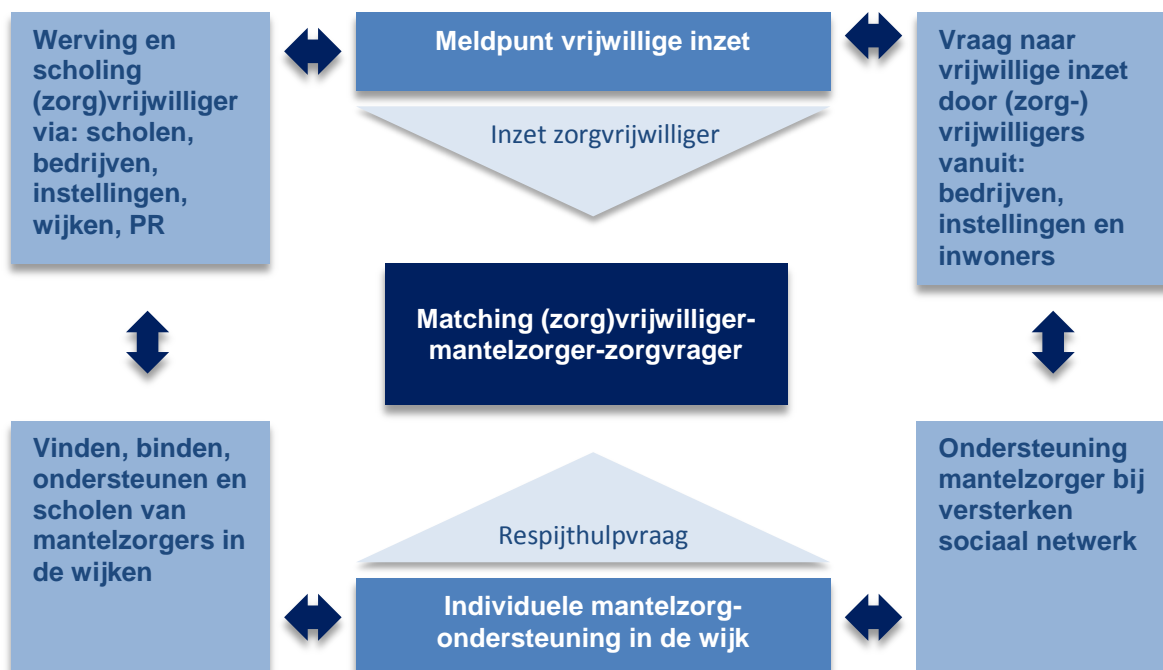 Werving en
scholing
(zorg)vrijwilliger
via: scholen,
bedrijven,
instellingen,
wijken, PR
Meldpunt vrijwillige inzet
Inzet zorgvrijwilliger
Vraag naar
vrijwillige inzet
door (zorg-)
vrijwilligers
vanuit:
bedrijven,
instellingen en
inwoners
Matching (zorg)vrijwilliger-
mantelzorger-zorgvrager
Vinden, binden,
ondersteunen en
scholen van
mantelzorgers in
de wijken
Respijthulpvraag
Individuele mantelzorg-
ondersteuning in de wijk
Ondersteuning
mantelzorger bij
versterken
sociaal netwerk